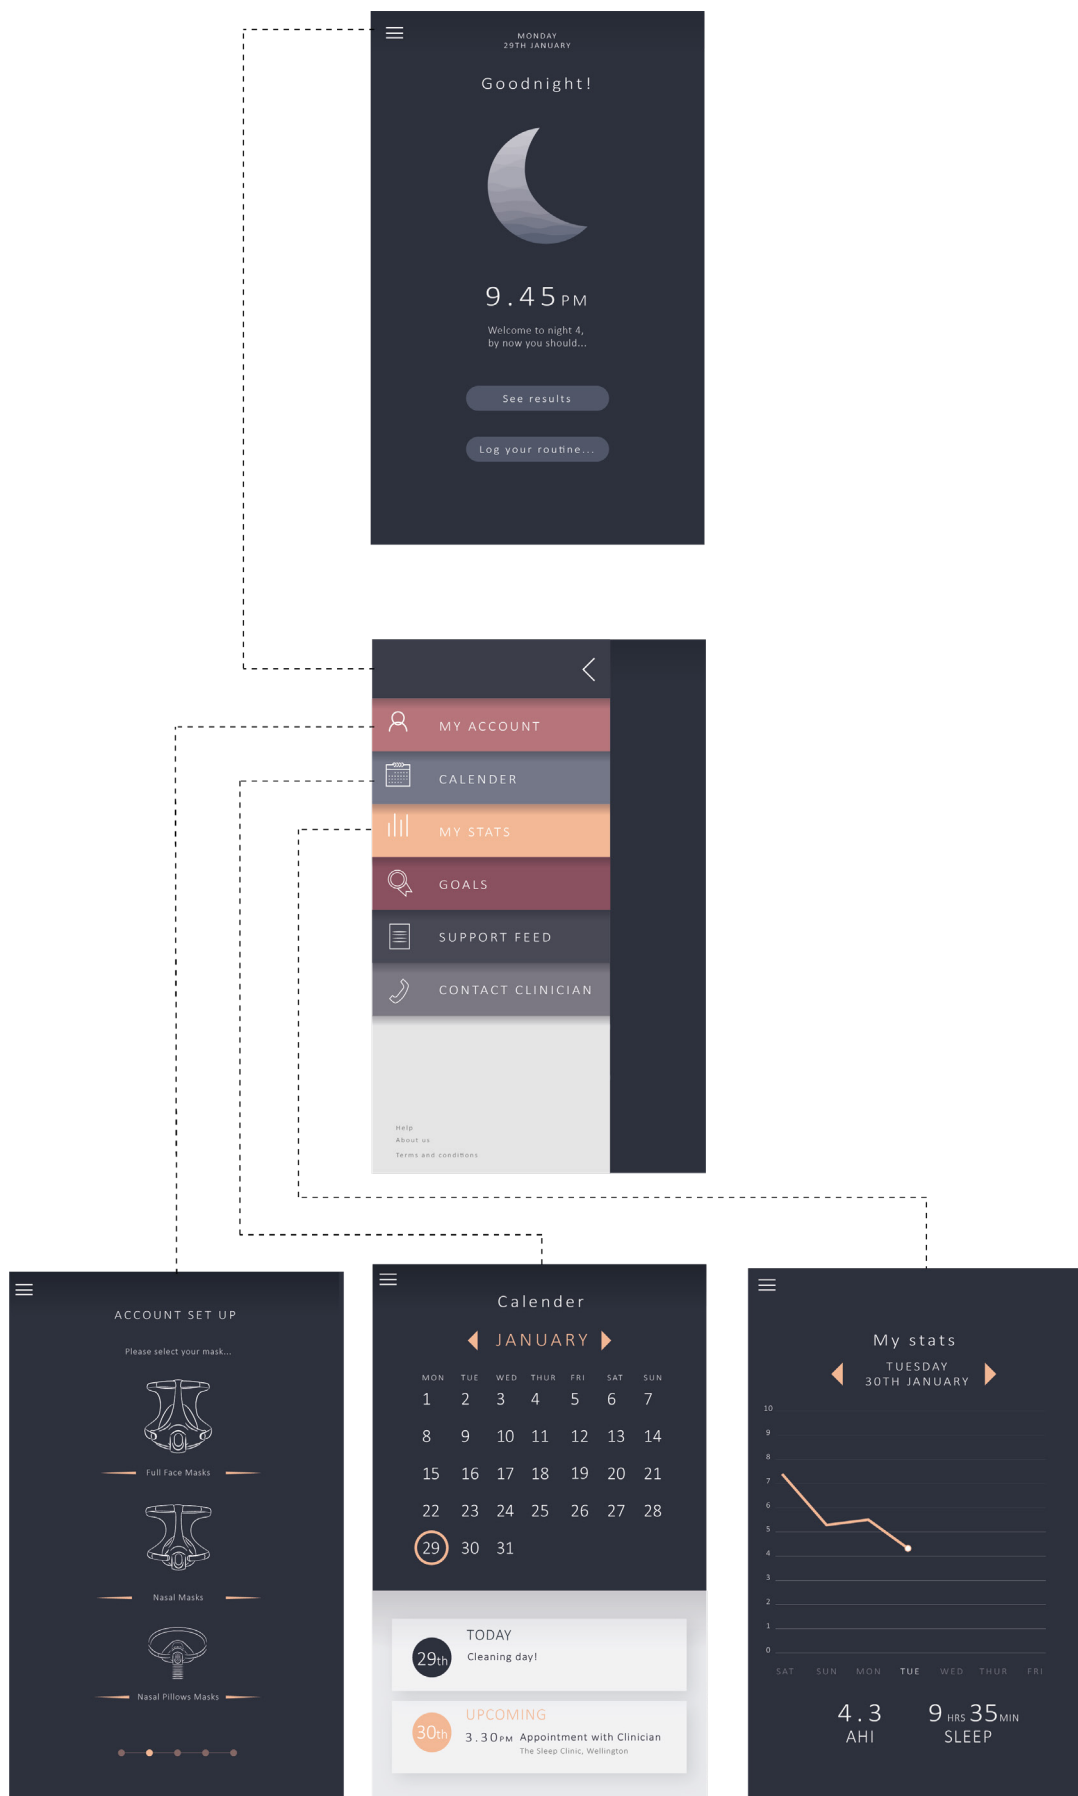 MONDAY
29TH JANUARY
Goodnight!
9.45PM
Welcome to night 4,
by now you should...
See results
Log your routine...
MY ACCOUNT
CALENDER
MY STATS
GOALS
SUPPORT FEED
CONTACT CLINICIAN
Help
About us
Terms and conditions
ACCOUNT SET UP
Please select your mask...
Full Face Masks
Nasal Masks
Nasal Pillows Masks
Calender
JANUARY
MON TUE WED THUR FRI SAT SUN
1 2 3 4 5 6 7
8 9 10 11 12 13 14
15 16 17 18 19 20 21
22 23 24 25 26 27 28
29 30 31
TODAY
29th Cleaning day!
UPCOMING
30th 3.30PM Appointment with Clinician
The Sleep Clinic, Wellington
My stats
TUESDAY
30TH JANUARY
10
9
8
7
6
5
4
3
2
1
0
SAT SUN MON TUE WED THUR FRI
4.3 9 HRS 35MIN
AHI SLEEP